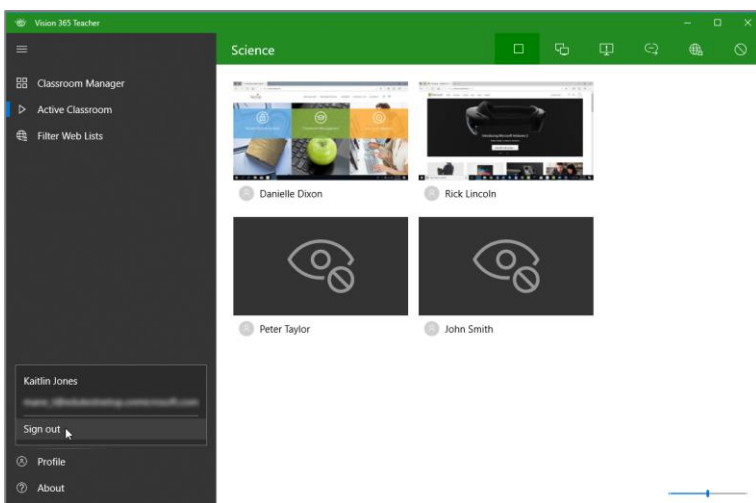 Vision 365 Teacher
Science
Classroom Manager
Active Classroom
Filter Web Lists
Danielle Dixon
Rick Lincoln
Peter Taylor
John Smith
Kaitlin Jones
Sign out
Profile
About